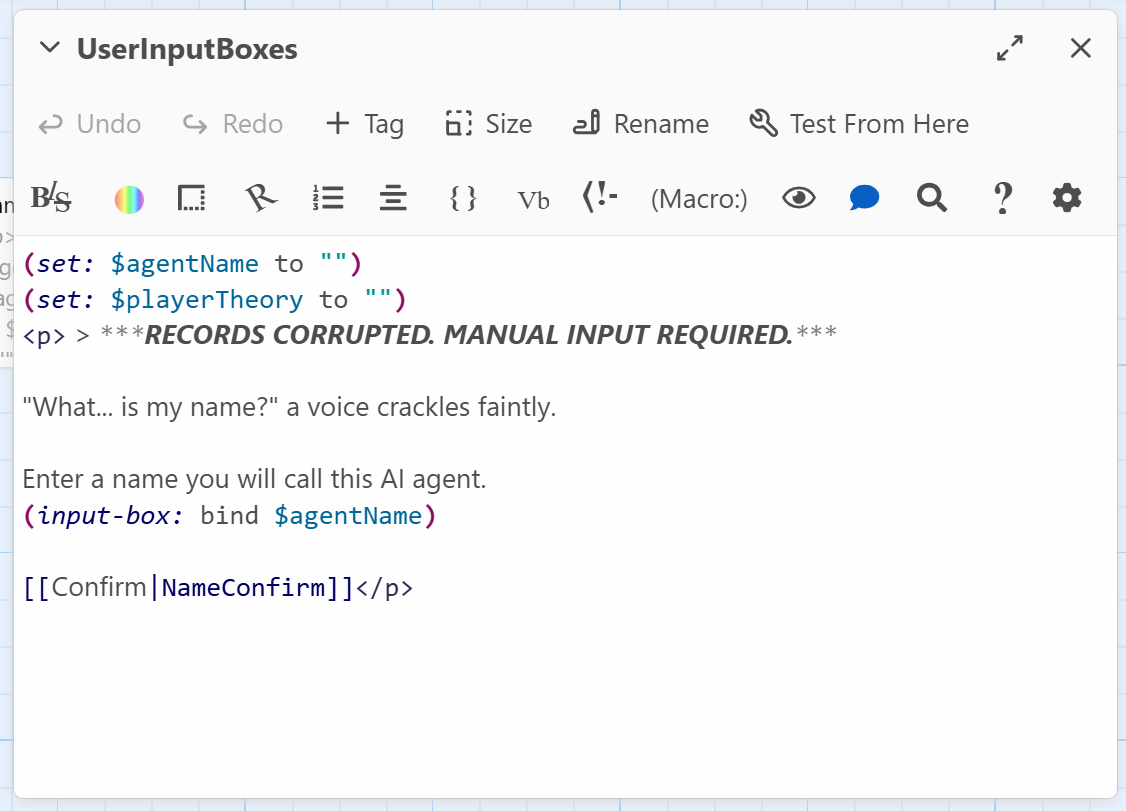 UserInputBoxes
Undo Redo + Tag Size Rename Test From Here
BIS Vb (Macro:) ?
(set: $agentName to "")
(set: $playerTheory to "")
<p> > ***RECORDS CORRUPTED. MANUAL INPUT REQUIRED.***
"What... is my name?" a voice crackles faintly.
Enter a name you will call this AI agent.
(input-box: bind $agentName)
[[Confirm|NameConfirm]]</p>